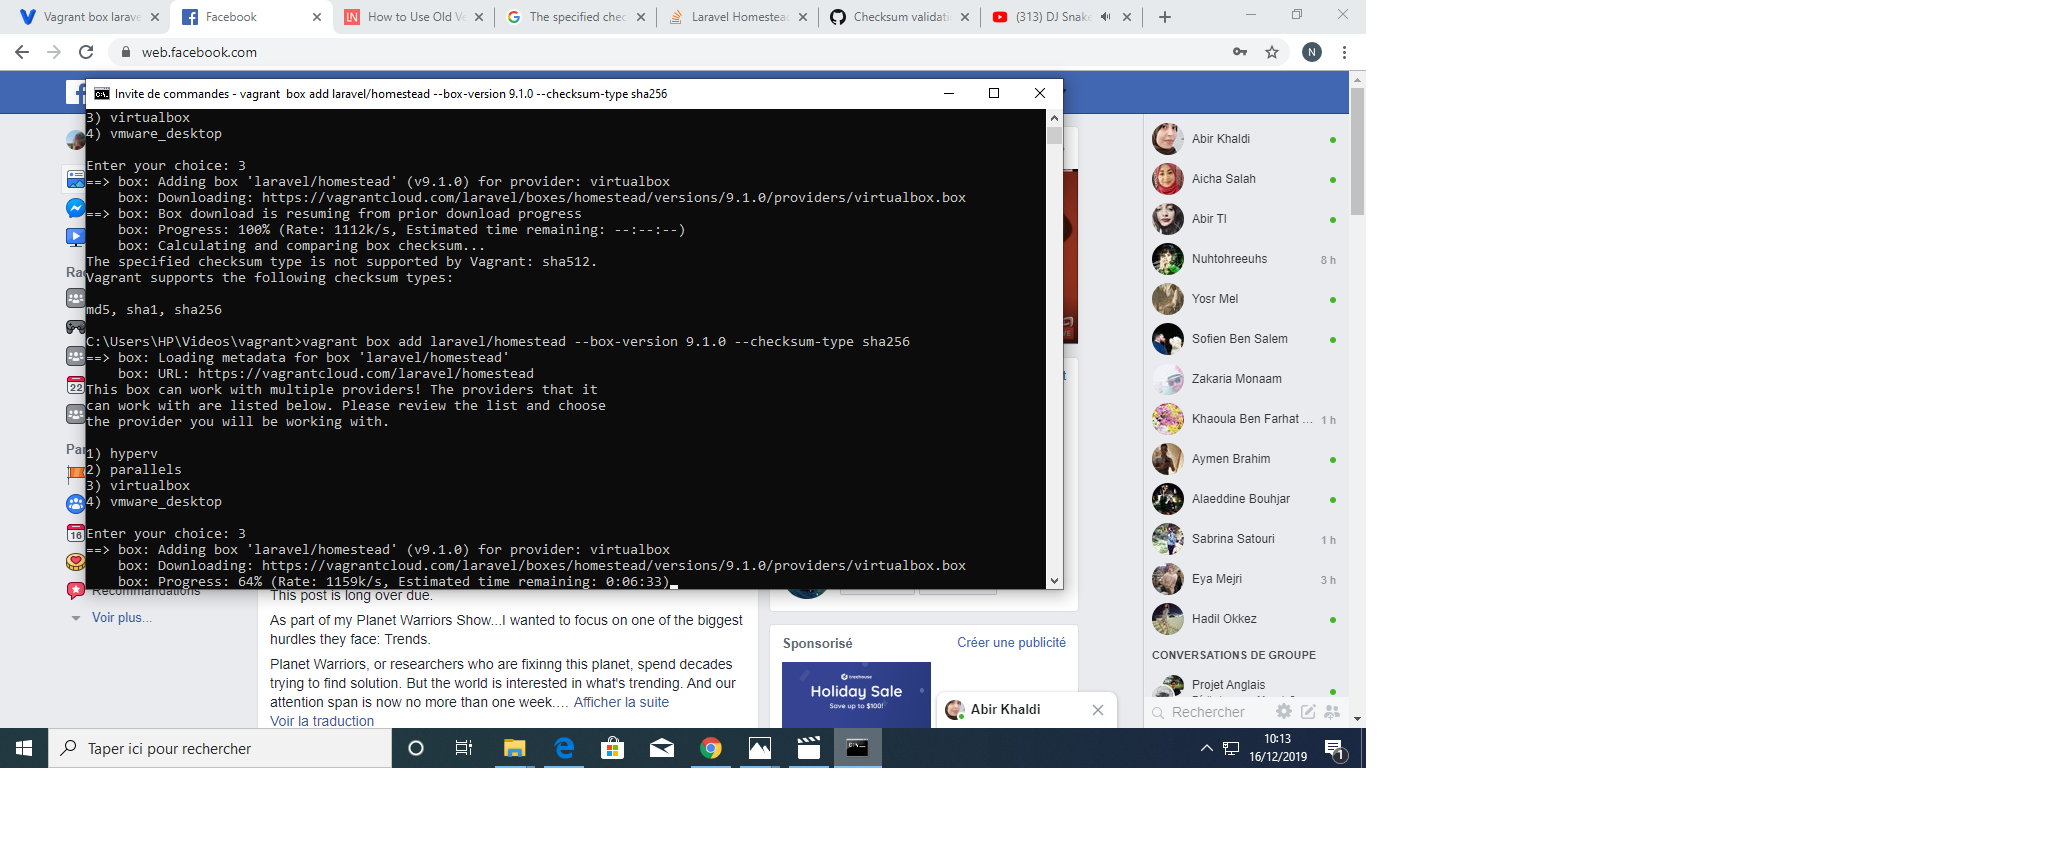 Vagrant box larave
Facebook
How to Use Old Ve
The specified chec
Laravel Homestead
Checksum validati
(313) DJ Snake
web.facebook.com
N
Invite de commandes - vagrant  box add laravel/homestead --box-version 9.1.0 --checksum-type sha256
3) virtualbox
4) vmware_desktop
Enter your choice: 3
==> box: Adding box 'laravel/homestead' (v9.1.0) for provider: virtualbox
box: Downloading: https://vagrantcloud.com/laravel/boxes/homestead/versions/9.1.0/providers/virtualbox.box
==> box: Box download is resuming from prior download progress
box: Progress: 100% (Rate: 1112k/s, Estimated time remaining: --:--:--)
box: Calculating and comparing box checksum...
The specified checksum type is not supported by Vagrant: sha512.
Vagrant supports the following checksum types:
md5, sha1, sha256
C:\Users\HP\Videos\vagrant>vagrant box add laravel/homestead --box-version 9.1.0 --checksum-type sha256
==> box: Loading metadata for box 'laravel/homestead'
box: URL: https://vagrantcloud.com/laravel/homestead
This box can work with multiple providers! The providers that it
can work with are listed below. Please review the list and choose
the provider you will be working with.
1) hyperv
2) parallels
3) virtualbox
4) vmware_desktop
Enter your choice: 3
==> box: Adding box 'laravel/homestead' (v9.1.0) for provider: virtualbox
box: Downloading: https://vagrantcloud.com/laravel/boxes/homestead/versions/9.1.0/providers/virtualbox.box
box: Progress: 64% (Rate: 1159k/s, Estimated time remaining: 0:06:33)
Ra
22
Pa
16
Recommandations
Voir plus...
This post is long over due.
As part of my Planet Warriors Show...I wanted to focus on one of the biggest
hurdles they face: Trends.
Planet Warriors, or researchers who are fixinng this planet, spend decades
trying to find solution. But the world is interested in what's trending. And our
attention span is now no more than one week.... Afficher la suite
Voir la traduction
Sponsorisé
Créer une publicité
treehouse
Holiday Sale
Save up to $100!
Abir Khaldi
Abir Khaldi
Aicha Salah
Abir Tl
Nuhtohreeuhs 8 h
Yosr Mel
Sofien Ben Salem
Zakaria Monaam
Khaoula Ben Farhat ... 1 h
Aymen Brahim
Alaeddine Bouhjar
Sabrina Satouri 1 h
Eya Mejri 3 h
Hadil Okkez
CONVERSATIONS DE GROUPE
Projet Anglais
Rechercher
Taper ici pour rechercher
10:13
16/12/2019
1